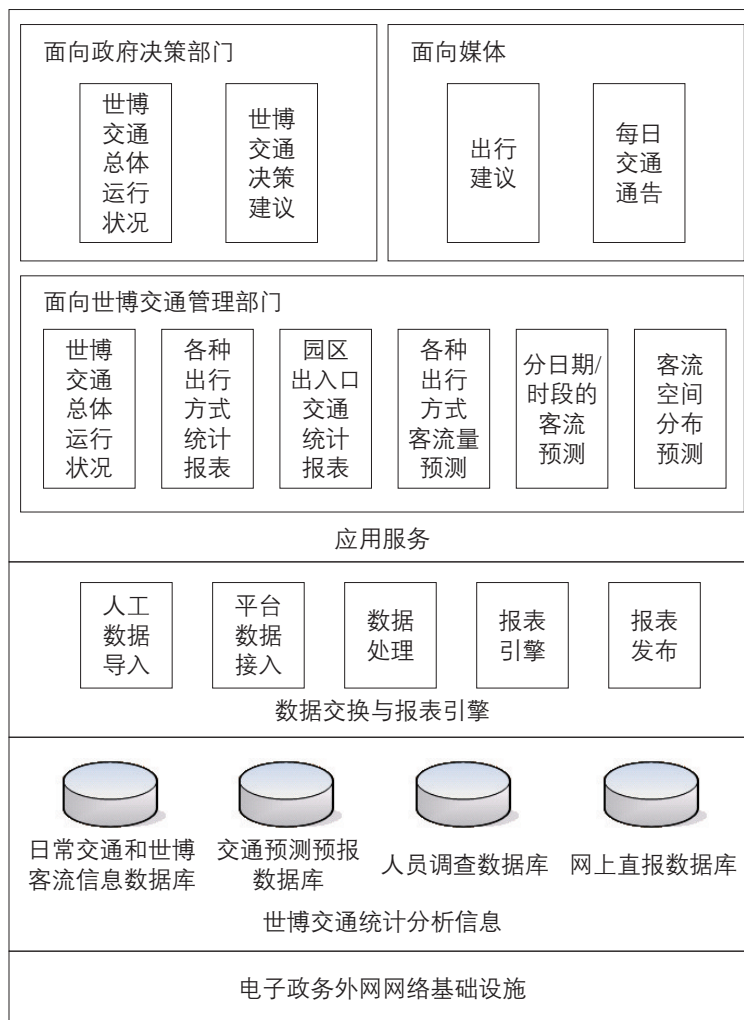 面向政府决策部门
世博
交通
总体
运行
状况
世博
交通
决策
建议
面向媒体
出行
建议
每日
交通
通告
面向世博交通管理部门
世博
交通
总体
运行
状况
各种
出行
方式
统计
报表
园区
出入口
交通
统计
报表
各种
出行
方式
客流量
预测
分日期/
时段的
客流
预测
客流
空间
分布
预测
应用服务
人工
数据
导入
平台
数据
接入
数据
处理
报表
引擎
报表
发布
数据交换与报表引擎
日常交通和世博
客流信息数据库
交通预测预报
数据库
人员调查数据库
网上直报数据库
世博交通统计分析信息
电子政务外网网络基础设施